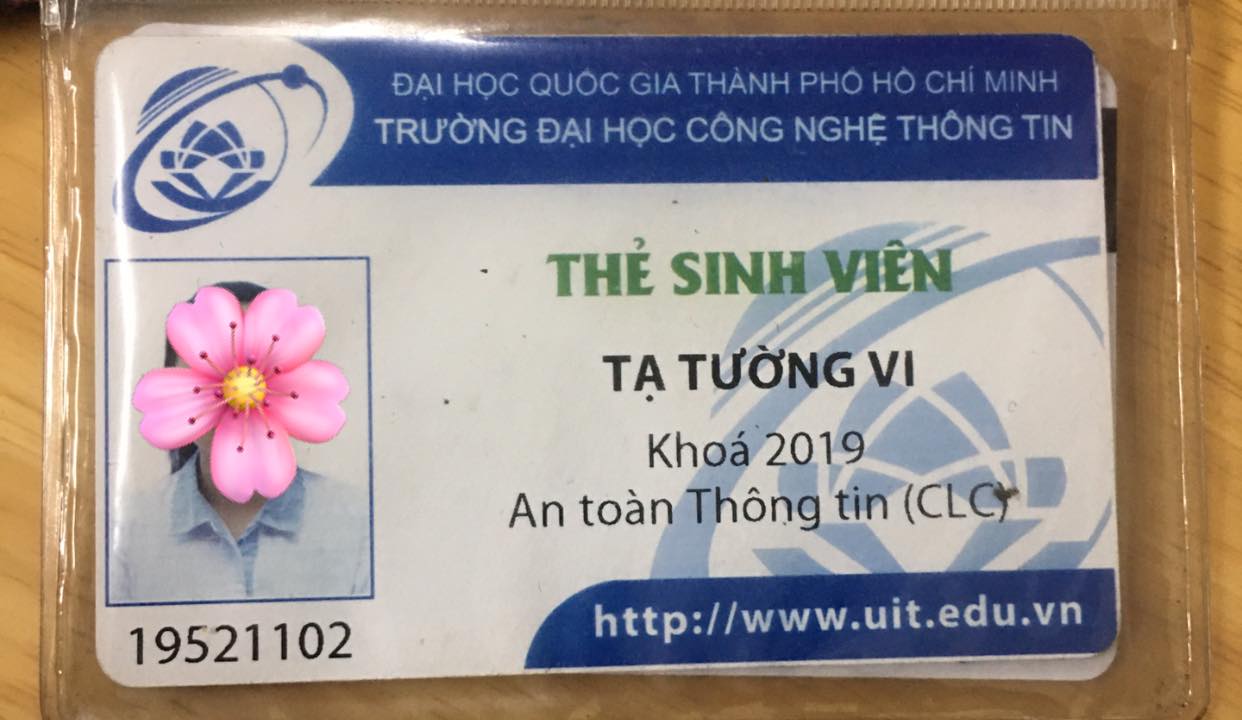 ĐẠI HỌC QUỐC GIA THÀNH PHỐ HỒ CHÍ MINH
TRƯỜNG ĐẠI HỌC CÔNG NGHỆ THÔNG TIN
THẺ SINH VIÊN
TẠ TƯỜNG VI
Khoá 2019
An toàn Thông tin (CLC)
19521102
http://www.uit.edu.vn